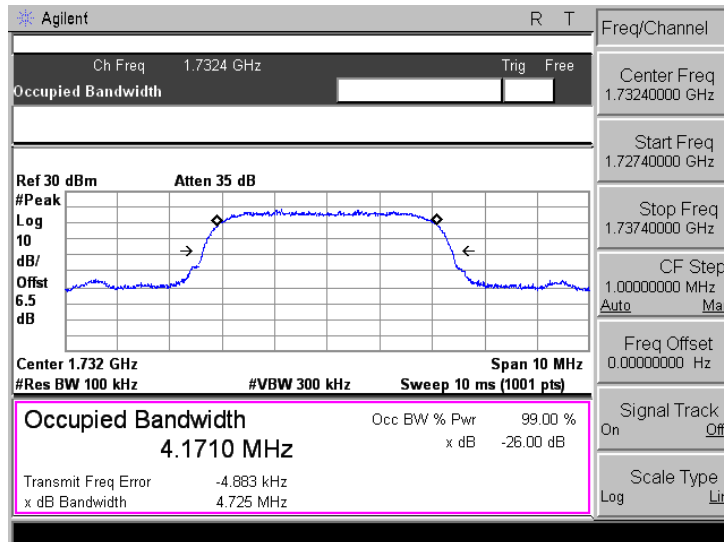 Agilent R T
Ch Freq 1.7324 GHz Trig Free
Occupied Bandwidth
Ref 30 dBm Atten 35 dB
#Peak
Log
10
dB/
Offst
6.5
dB
Center 1.732 GHz Span 10 MHz
#Res BW 100 kHz #VBW 300 kHz Sweep 10 ms (1001 pts)
Occupied Bandwidth
4.1710 MHz
Occ BW % Pwr 99.00 %
x dB -26.00 dB
Transmit Freq Error -4.883 kHz
x dB Bandwidth 4.725 MHz
Freq/Channel
Center Freq
1.73240000 GHz
Start Freq
1.72740000 GHz
Stop Freq
1.73740000 GHz
CF Step
1.00000000 MHz
Auto Ma
Freq Offset
0.00000000 Hz
Signal Track
On Off
Scale Type
Log Lin